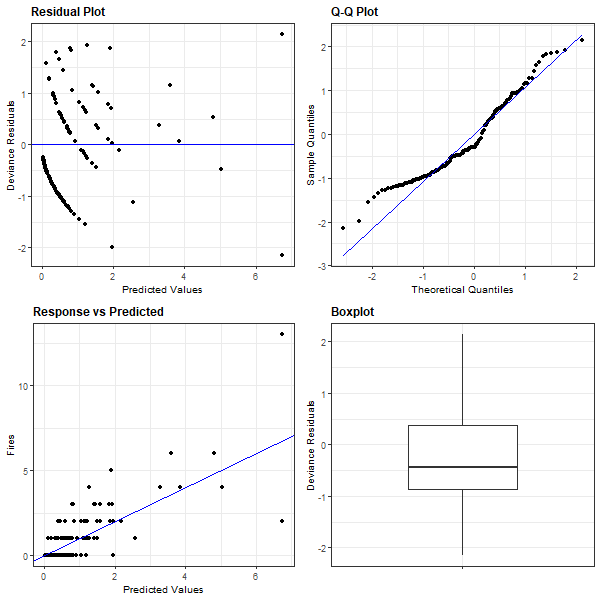 Residual Plot
Deviance Residuals
2
1
0
-1
-2
0
2
4
6
Predicted Values
Q-Q Plot
Sample Quantiles
2
1
0
-1
-2
-3
-2
-1
0
1
2
Theoretical Quantiles
Response vs Predicted
Fires
10
5
0
0
2
4
6
Predicted Values
Boxplot
Deviance Residuals
2
1
0
-1
-2